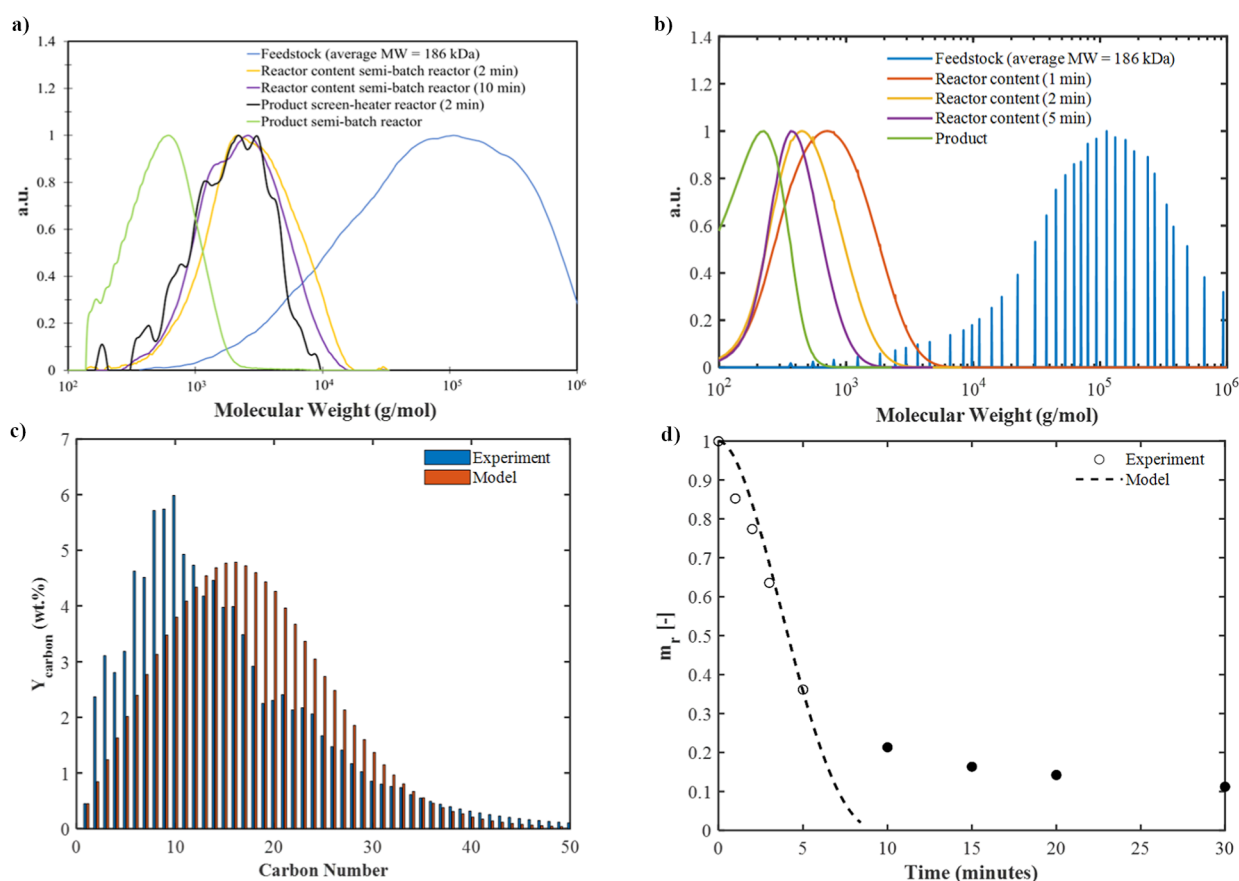 a)
1.4
1.2
1
0.8
0.6
0.4
0.2
0
a.u.
Feedstock (average MW = 186 kDa)
Reactor content semi-batch reactor (2 min)
Reactor content semi-batch reactor (10 min)
Product screen-heater reactor (2 min)
Product semi-batch reactor
10² 10³ 10⁴ 10⁵ 10⁶
Molecular Weight (g/mol)
b)
1.4
1.2
1
0.8
0.6
0.4
0.2
0
a.u.
Feedstock (average MW = 186 kDa)
Reactor content (1 min)
Reactor content (2 min)
Reactor content (5 min)
Product
10² 10³ 10⁴ 10⁵ 10⁶
Molecular Weight (g/mol)
c)
7
6
5
4
3
2
1
0
Y_carbon (wt.%)
Experiment
Model
0 10 20 30 40 50
Carbon Number
d)
1
0.9
0.8
0.7
0.6
0.5
0.4
0.3
0.2
0.1
0
m_r [-]
Experiment
Model
0 5 10 15 20 25 30
Time (minutes)